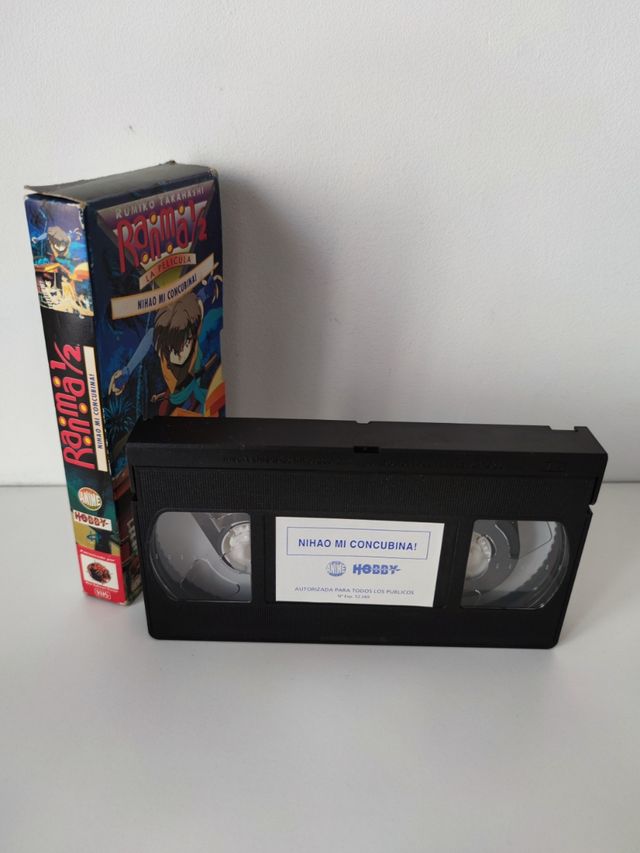 RUMIKO TAKAHASHI
Ranma 1/2
LA PELICULA
NIHAO MI CONCUBINA!
Ranma 1/2
NIHAO MI CONCUBINA!
ANIME
HOBBY
VHS
NIHAO MI CONCUBINA!
ANIME HOBBY
AUTORIZADA PARA TODOS LOS PUBLICOS